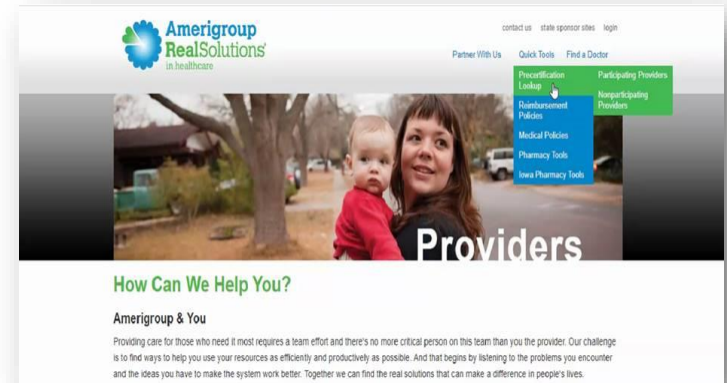 Amerigroup
RealSolutions
in healthcare
contact us state sponsor sites login
Partner With Us Quick Tools Find a Doctor
Precertification
Lookup
Participating Providers
Nonparticipating
Providers
Reimbursement
Policies
Medical Policies
Pharmacy Tools
Iowa Pharmacy Tools
Providers
How Can We Help You?
Amerigroup & You
Providing care for those who need it most requires a team effort and there's no more critical person on this team than you the provider. Our challenge
is to find ways to help you use your resources as efficiently and productively as possible. And that begins by listening to the problems you encounter
and the ideas you have to make the system work better. Together we can find the real solutions that can make a difference in people's lives.